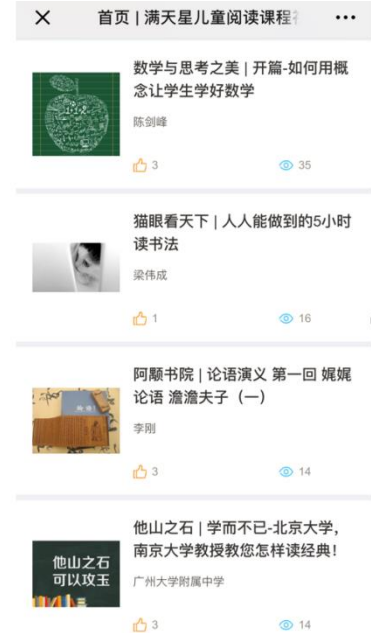 首页 | 满天星儿童阅读课程
数学与思考之美 | 开篇-如何用概
念让学生学好数学
陈剑峰
3
35
猫眼看天下 | 人人能做到的5小时
读书法
梁伟成
1
16
阿颙书院 | 论语演义 第一回 娓娓
论语 澹澹夫子（一）
李刚
3
14
他山之石
可以攻玉
他山之石 | 学而不已-北京大学，
南京大学教授教您怎样读经典！
广州大学附属中学
3
14